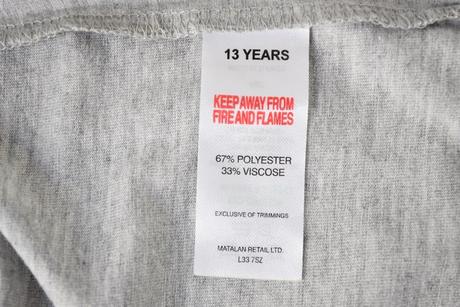 13 YEARS
KEEP AWAY FROM
FIRE AND FLAMES
67% POLYESTER
33% VISCOSE
EXCLUSIVE OF TRIMMINGS
MATALAN RETAIL LTD.
L33 7SZ